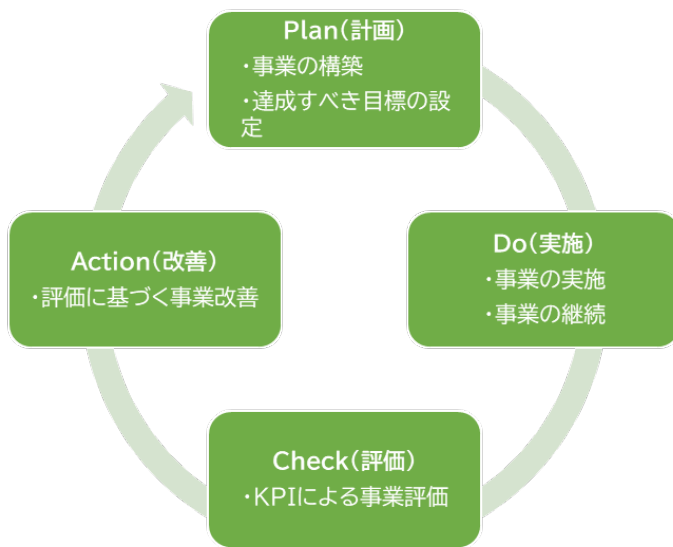 Plan(計画)
・事業の構築
・達成すべき目標の設
定
Do(実施)
・事業の実施
・事業の継続
Check(評価)
・KPIによる事業評価
Action(改善)
・評価に基づく事業改善